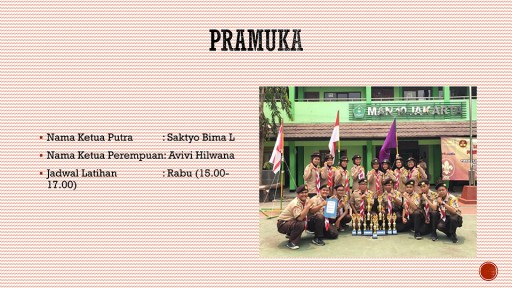 PRAMUKA
Nama Ketua Putra : Saktyo Bima L
Nama Ketua Perempuan: Avivi Hilwana
Jadwal Latihan : Rabu (15.00-
17.00)